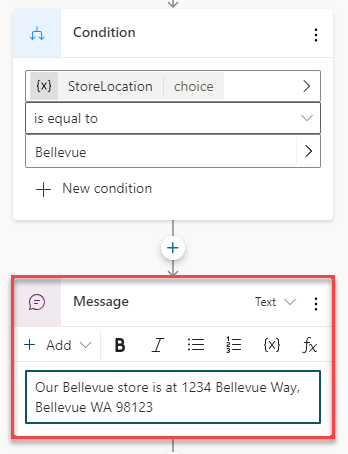 Condition
{x} StoreLocation choice
is equal to
Bellevue
New condition
Message Text
Add B I {x} fx
Our Bellevue store is at 1234 Bellevue Way,
Bellevue WA 98123